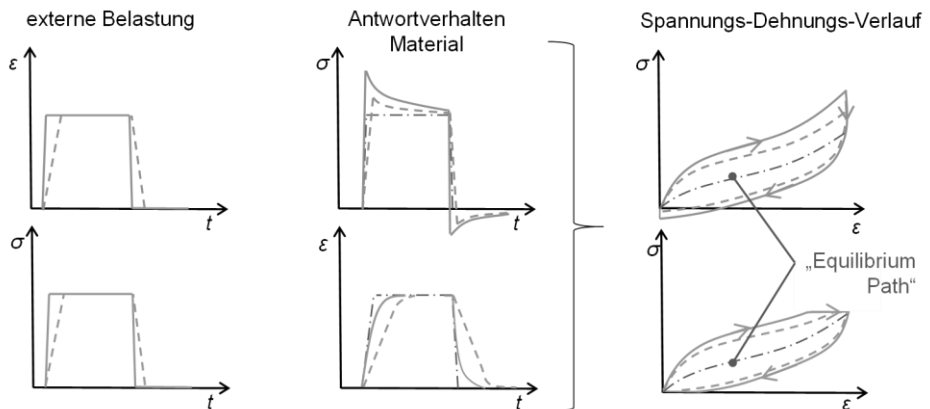 externe Belastung
Antwortverhalten
Material
Spannungs-Dehnungs-Verlauf
ε
t
σ
t
σ
ε
σ
t
ε
t
σ
ε
„Equilibrium
Path“